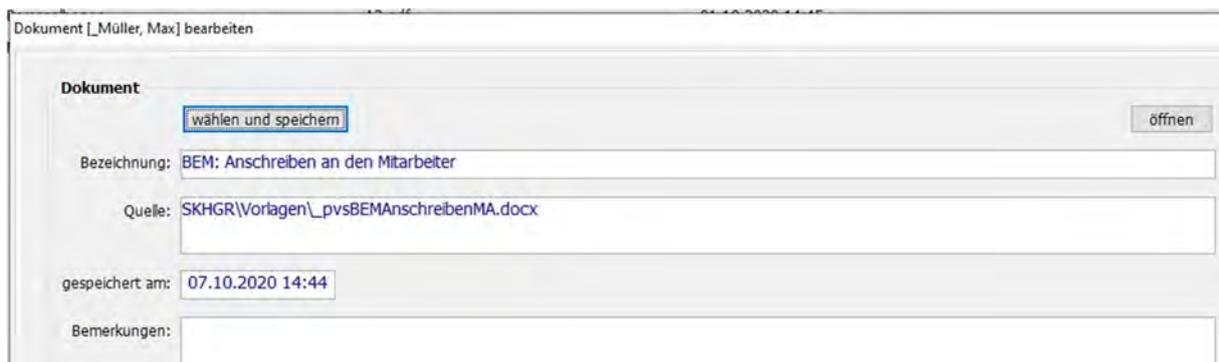 Dokument [_Müller, Max] bearbeiten
Dokument
wählen und speichern
öffnen
Bezeichnung: BEM: Anschreiben an den Mitarbeiter
Quelle: SKHGR\Vorlagen\_pvsBEMAnschreibenMA.docx
gespeichert am: 07.10.2020 14:44
Bemerkungen: